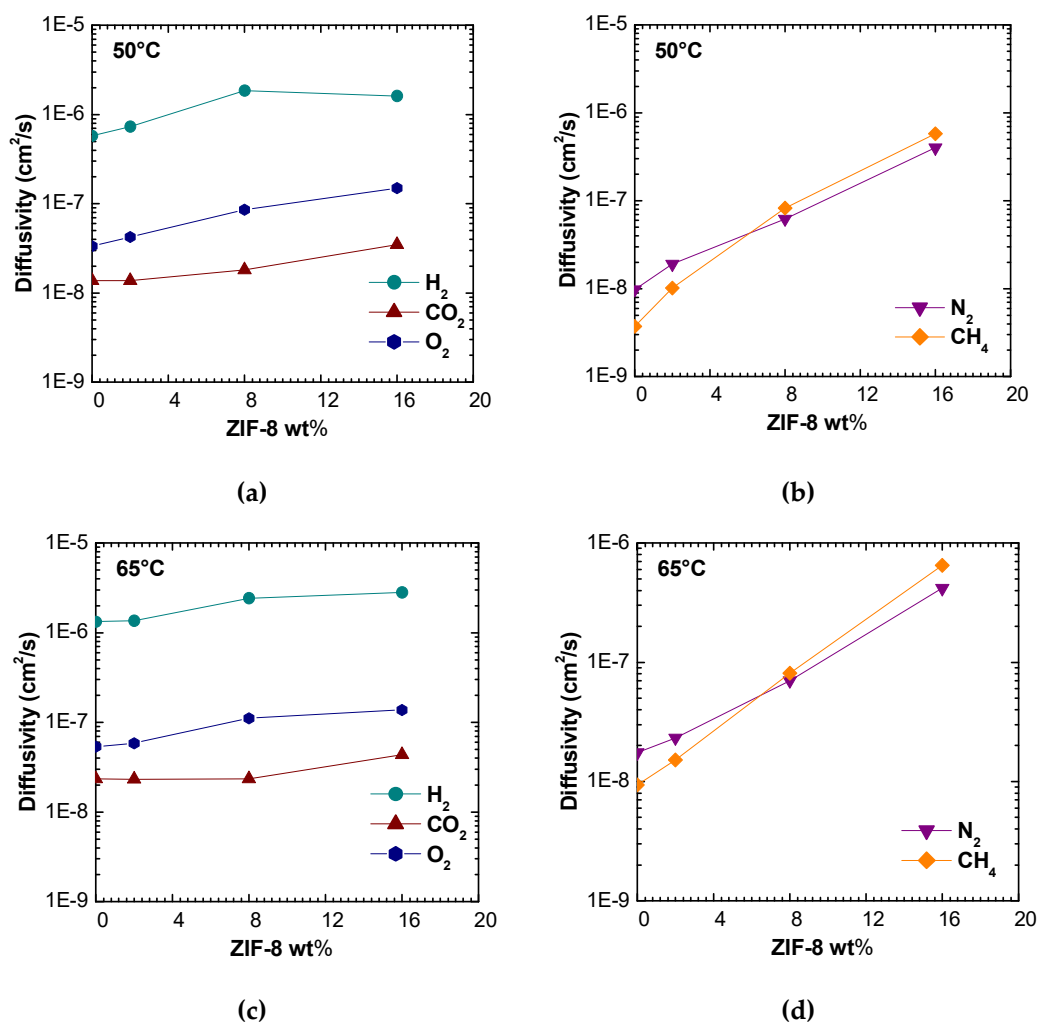 50°C
Diffusivity (cm²/s)
1E-5
1E-6
1E-7
1E-8
1E-9
H₂
CO₂
O₂
0 4 8 12 16 20
ZIF-8 wt%
(a)
50°C
Diffusivity (cm²/s)
1E-5
1E-6
1E-7
1E-8
1E-9
N₂
CH₄
0 4 8 12 16 20
ZIF-8 wt%
(b)
65°C
Diffusivity (cm²/s)
1E-5
1E-6
1E-7
1E-8
1E-9
H₂
CO₂
O₂
0 4 8 12 16 20
ZIF-8 wt%
(c)
65°C
Diffusivity (cm²/s)
1E-6
1E-7
1E-8
1E-9
N₂
CH₄
0 4 8 12 16 20
ZIF-8 wt%
(d)